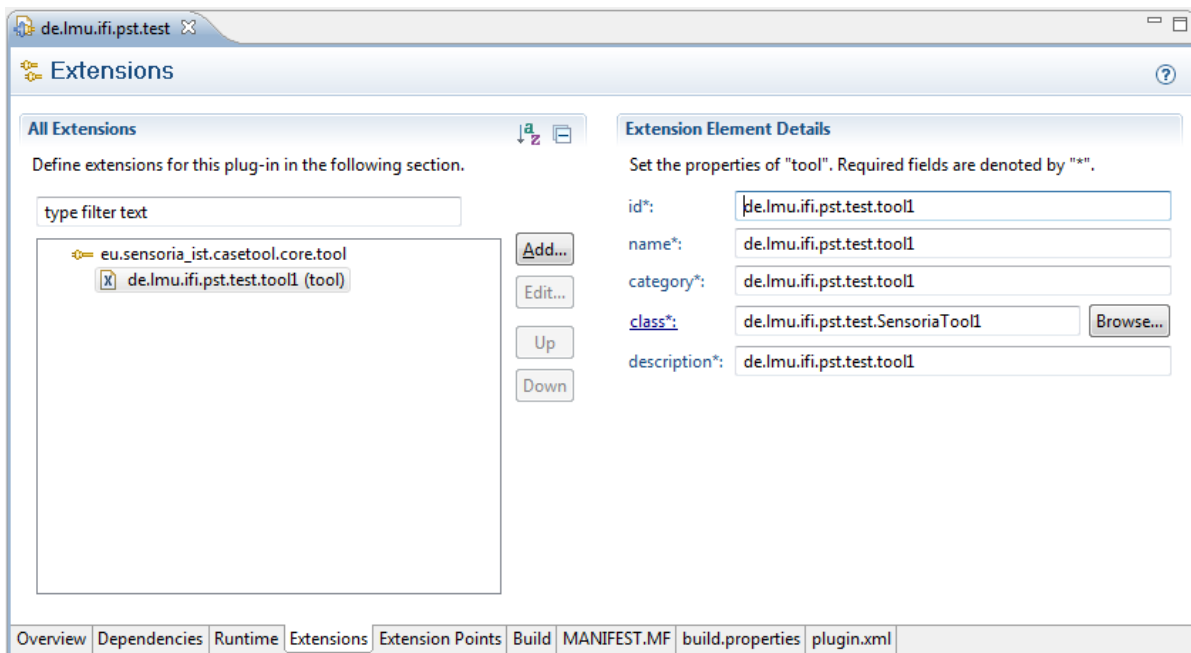 de.lmu.ifi.pst.test
Extensions
All Extensions
Define extensions for this plug-in in the following section.
type filter text
eu.sensoria_ist.casetool.core.tool
de.lmu.ifi.pst.test.tool1 (tool)
Add...
Edit...
Up
Down
Extension Element Details
Set the properties of "tool". Required fields are denoted by "*".
id*: de.lmu.ifi.pst.test.tool1
name*: de.lmu.ifi.pst.test.tool1
category*: de.lmu.ifi.pst.test.tool1
class*: de.lmu.ifi.pst.test.SensoriaTool1 Browse...
description*: de.lmu.ifi.pst.test.tool1
Overview Dependencies Runtime Extensions Extension Points Build MANIFEST.MF build.properties plugin.xml